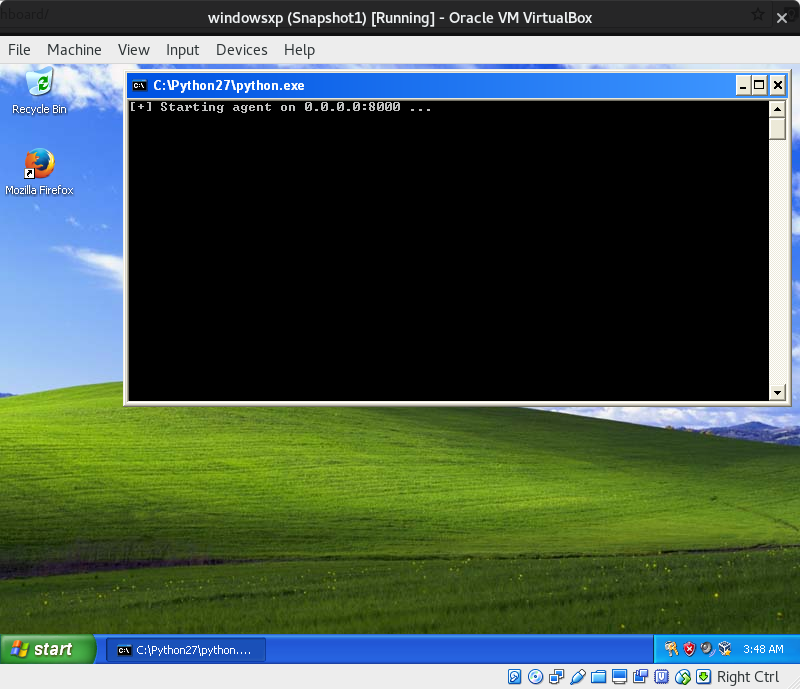 hboard/
windowsxp (Snapshot1) [Running] - Oracle VM VirtualBox
File Machine View Input Devices Help
C:\Python27\python.exe
[+] Starting agent on 0.0.0.0:8000 ...
Recycle Bin
Mozilla Firefox
start
C:\Python27\python....
3:48 AM
Right Ctrl